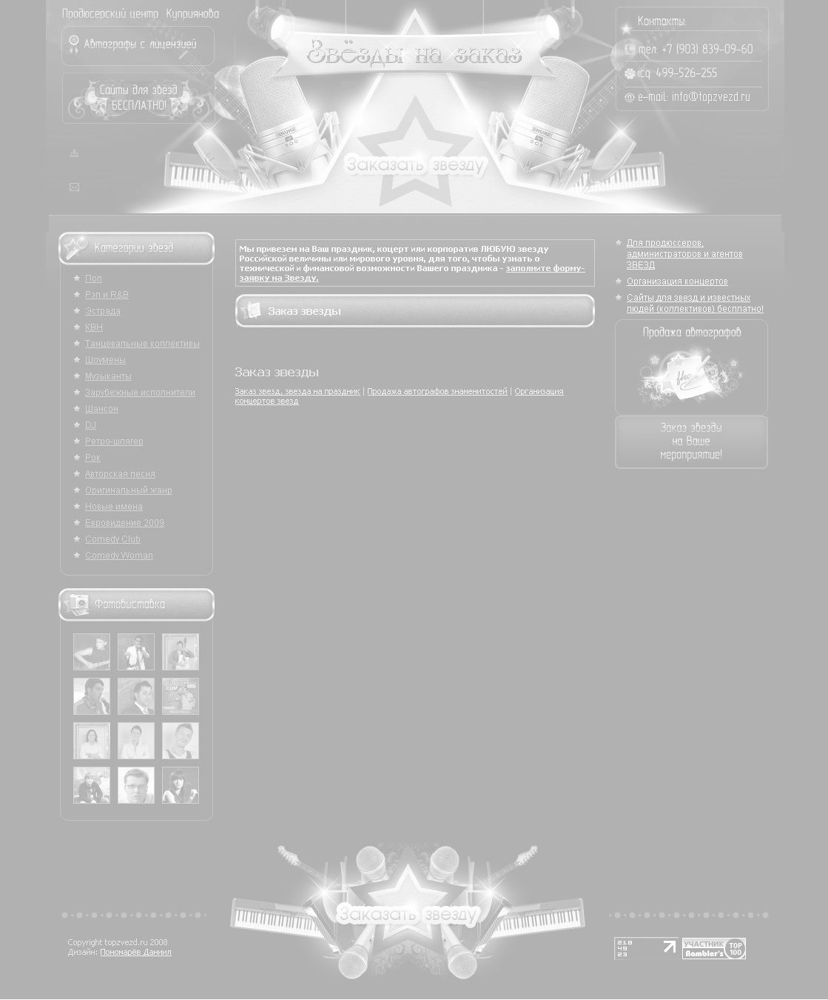 Продюсерский центр Куприянова
Автографы с лицензией
Сайты для звёзд
БЕСПЛАТНО!
Звёзды на заказ
SHURE
SHURE
Заказать звезду
Контакты:
тел: +7 (903) 839-09-60
icq: 499-526-255
e-mail: info@topzvezd.ru
Категории звёзд
Поп
Рэп и R&B
Эстрада
КВН
Танцевальные коллективы
Шоумены
Музыканты
Зарубежные исполнители
Шансон
DJ
Ретро-шлягер
Рок
Авторская песня
Оригинальный жанр
Новые имена
Евровидение 2009
Comedy Club
Comedy Woman
Фотовыставка
Мы привезем на Ваш праздник, коцерт или корпоратив ЛЮБУЮ звезду
Российской величины или мирового уровня, для того, чтобы узнать о
технической и финансовой возможности Вашего праздника - заполните форму-
заявку на Звезду.
Заказ звезды
Заказ звезды
Заказ звезд, звезда на праздник | Продажа автографов знаменитостей | Организация
концертов звезд
Для продюссеров,
администраторов и агентов
ЗВЕЗД
Организация концертов
Сайты для звезд и известных
людей (коллективов) бесплатно!
Продажа автографов
Заказ звезды
на Ваше
мероприятие!
Заказать звезду
Copyright topzvezd.ru 2008
Дизайн: Пономарёв Даниил
218
49
23
УЧАСТНИК
Rambler's
TOP
100